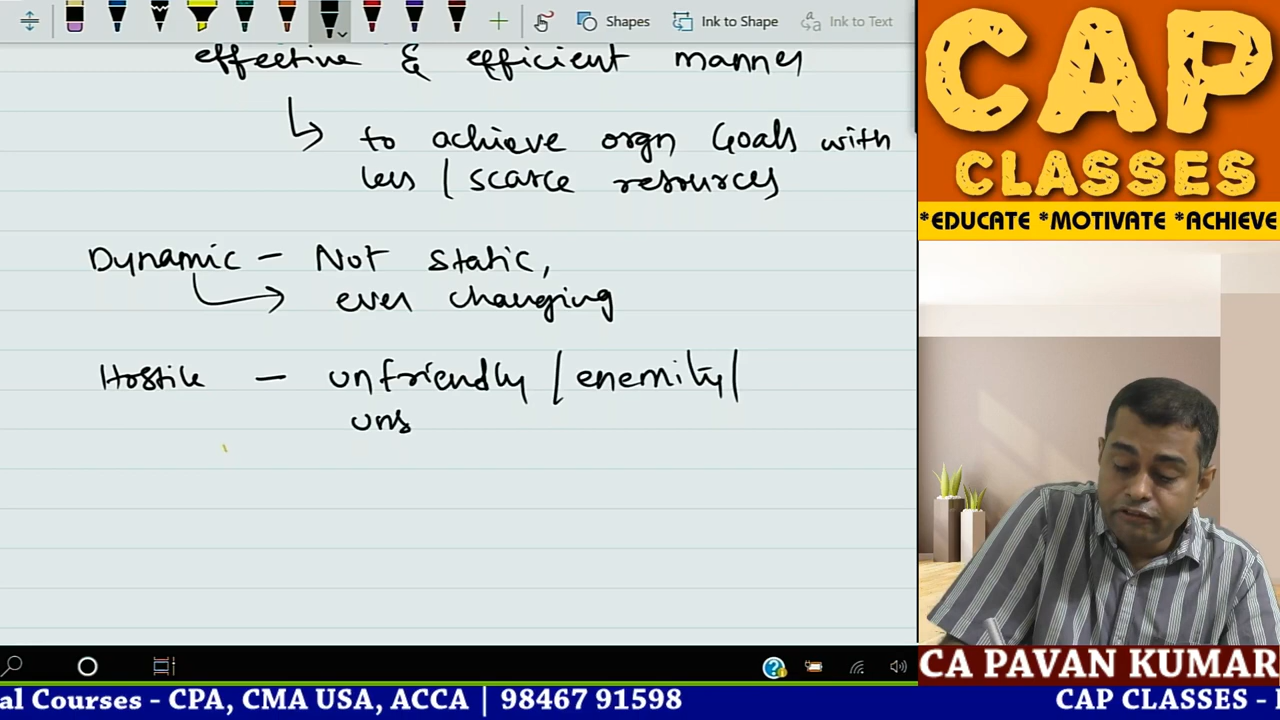 Shapes
Ink to Shape
Ink to Text
effective & efficient manner
to achieve orgn Goals with
less / scarce resources
Dynamic - Not static,
ever changing
Hostile - unfriendly / enemity /
uns
CAP
CLASSES
*EDUCATE *MOTIVATE *ACHIEVE
CA PAVAN KUMAR
al Courses - CPA, CMA USA, ACCA | 98467 91598
CAP CLASSES -